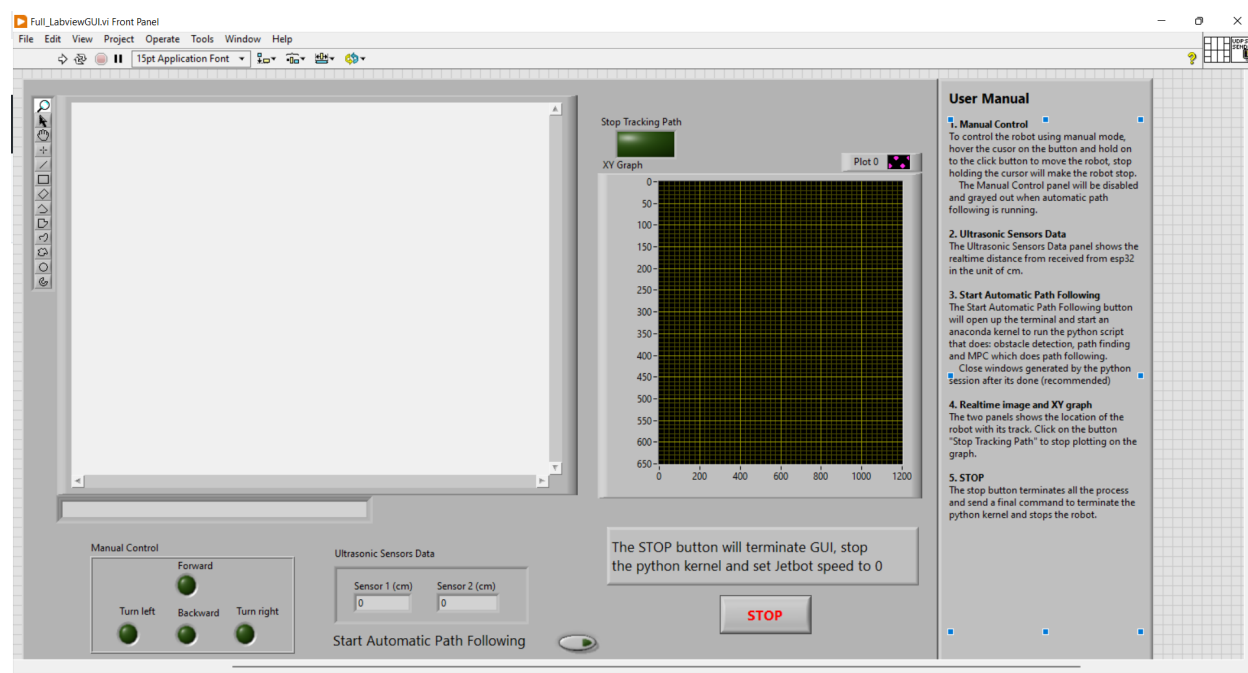 Full_LabviewGUI.vi Front Panel
File Edit View Project Operate Tools Window Help
15pt Application Font
UDP S
SEND
Stop Tracking Path
XY Graph
Plot 0
0
50
100
150
200
250
300
350
400
450
500
550
600
650
0 200 400 600 800 1000 1200
Manual Control
Forward
Turn left Backward Turn right
Ultrasonic Sensors Data
Sensor 1 (cm) Sensor 2 (cm)
0 0
Start Automatic Path Following
The STOP button will terminate GUI, stop
the python kernel and set Jetbot speed to 0
STOP
User Manual
1. Manual Control
To control the robot using manual mode,
hover the cusor on the button and hold on
to the click button to move the robot, stop
holding the cursor will make the robot stop.
The Manual Control panel will be disabled
and grayed out when automatic path
following is running.
2. Ultrasonic Sensors Data
The Ultrasonic Sensors Data panel shows the
realtime distance from received from esp32
in the unit of cm.
3. Start Automatic Path Following
The Start Automatic Path Following button
will open up the terminal and start an
anaconda kernel to run the python script
that does: obstacle detection, path finding
and MPC which does path following.
Close windows generated by the python
session after its done (recommended)
4. Realtime image and XY graph
The two panels shows the location of the
robot with its track. Click on the button
"Stop Tracking Path" to stop plotting on the
graph.
5. STOP
The stop button terminates all the process
and send a final command to terminate the
python kernel and stops the robot.